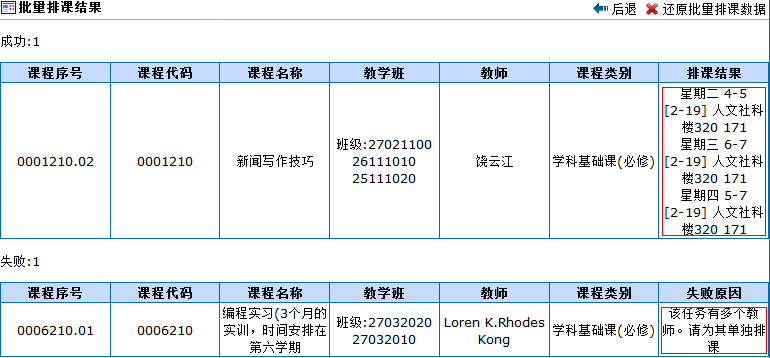 批量排课结果 后退 还原批量排课数据
成功:1
课程序号 课程代码 课程名称 教学班 教师 课程类别 排课结果
0001210.02 0001210 新闻写作技巧 班级:27021100 26111010 25111020 饶云江 学科基础课(必修) 星期二 4-5
[2-19] 人文社科
楼320 171
星期三 6-7
[2-19] 人文社科
楼320 171
星期四 5-7
[2-19] 人文社科
楼320 171
失败:1
课程序号 课程代码 课程名称 教学班 教师 课程类别 失败原因
0006210.01 0006210 编程实习(3个月的
实训，时间安排在
第六学期 班级:27032020
27032010 Loren K.Rhodes
Kong 学科基础课(必修) 该任务有多个教
师。请为其单独排
课